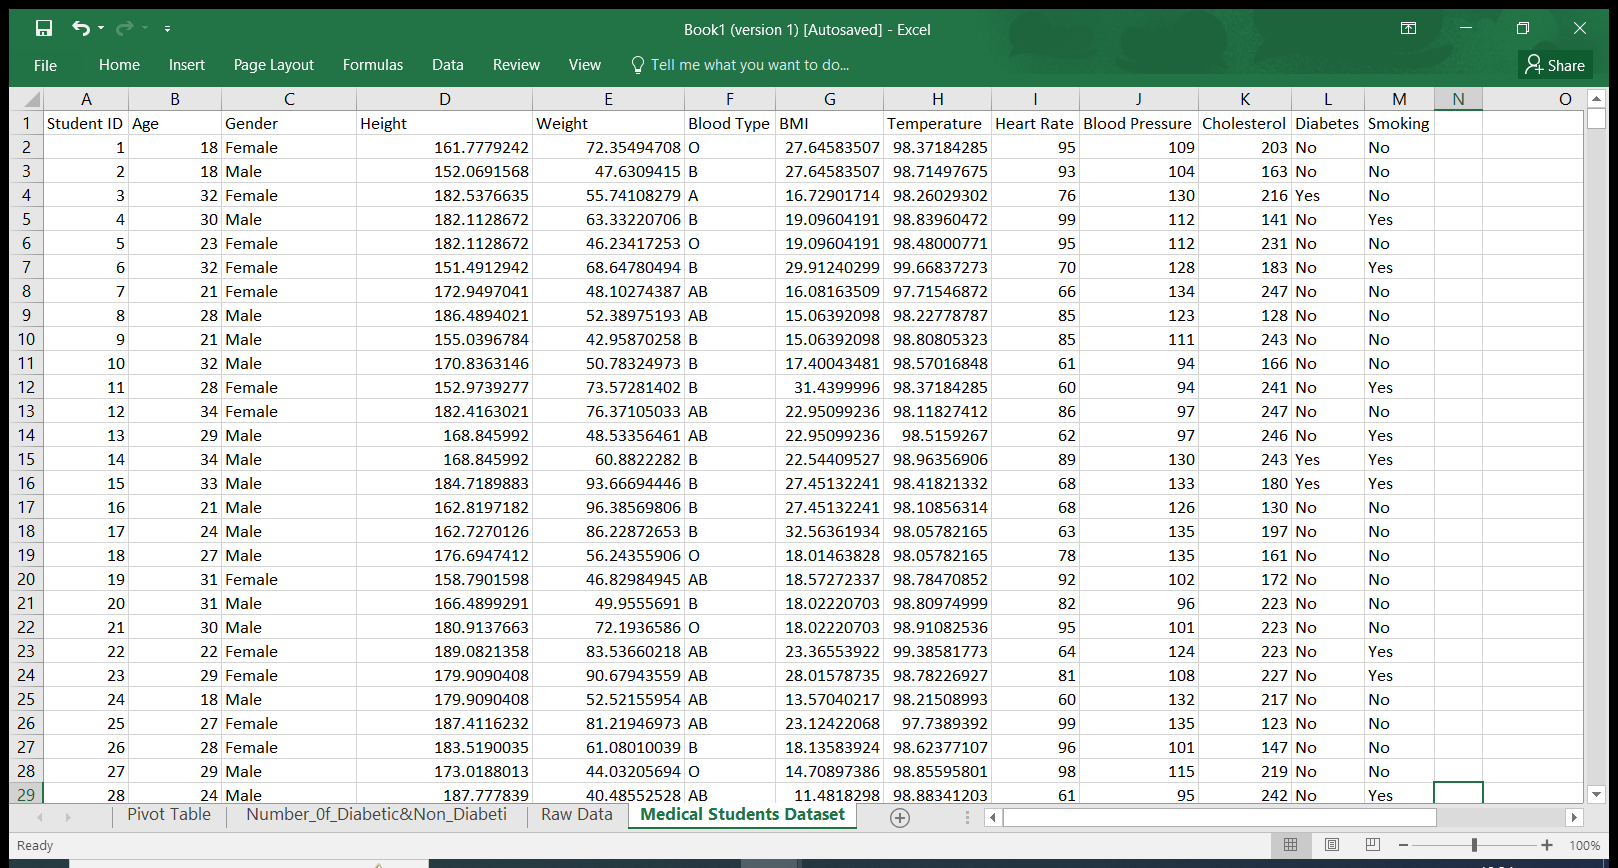 Book1 (version 1) [Autosaved] - Excel
File Home Insert Page Layout Formulas Data Review View Tell me what you want to do... Share
A B C D E F G H I J K L M N O
1 Student ID Age Gender Height Weight Blood Type BMI Temperature Heart Rate Blood Pressure Cholesterol Diabetes Smoking
2 1 18 Female 161.7779242 72.35494708 O 27.64583507 98.37184285 95 109 203 No No
3 2 18 Male 152.0691568 47.6309415 B 27.64583507 98.71497675 93 104 163 No No
4 3 32 Female 182.5376635 55.74108279 A 16.72901714 98.26029302 76 130 216 Yes No
5 4 30 Male 182.1128672 63.33220706 B 19.09604191 98.83960472 99 112 141 No Yes
6 5 23 Female 182.1128672 46.23417253 O 19.09604191 98.48000771 95 112 231 No No
7 6 32 Female 151.4912942 68.64780494 B 29.91240299 99.66837273 70 128 183 No Yes
8 7 21 Female 172.9497041 48.10274387 AB 16.08163509 97.71546872 66 134 247 No No
9 8 28 Male 186.4894021 52.38975193 AB 15.06392098 98.22778787 85 123 128 No No
10 9 21 Male 155.0396784 42.95870258 B 15.06392098 98.80805323 85 111 243 No No
11 10 32 Male 170.8363146 50.78324973 B 17.40043481 98.57016848 61 94 166 No No
12 11 28 Female 152.9739277 73.57281402 B 31.4399996 98.37184285 60 94 241 No Yes
13 12 34 Female 182.4163021 76.37105033 AB 22.95099236 98.11827412 86 97 247 No No
14 13 29 Male 168.845992 48.53356461 AB 22.95099236 98.5159267 62 97 246 No Yes
15 14 34 Male 168.845992 60.8822282 B 22.54409527 98.96356906 89 130 243 Yes Yes
16 15 33 Male 184.7189883 93.66694446 B 27.45132241 98.41821332 68 133 180 Yes Yes
17 16 21 Male 162.8197182 96.38569806 B 27.45132241 98.10856314 68 126 130 No No
18 17 24 Male 162.7270126 86.22872653 B 32.56361934 98.05782165 63 135 197 No No
19 18 27 Male 176.6947412 56.24355906 O 18.01463828 98.05782165 78 135 161 No No
20 19 31 Female 158.7901598 46.82984945 AB 18.57272337 98.78470852 92 102 172 No No
21 20 31 Male 166.4899291 49.9555691 B 18.02220703 98.80974999 82 96 223 No No
22 21 30 Male 180.9137663 72.1936586 O 18.02220703 98.91082536 95 101 223 No No
23 22 22 Female 189.0821358 83.53660218 AB 23.36553922 99.38581773 64 124 223 No Yes
24 23 29 Female 179.9090408 90.67943559 AB 28.01578735 98.78226927 81 108 227 No Yes
25 24 18 Male 179.9090408 52.52155954 AB 13.57040217 98.21508993 60 132 217 No No
26 25 27 Female 187.4116232 81.21946973 AB 23.12422068 97.7389392 99 135 123 No No
27 26 28 Female 183.5190035 61.08010039 B 18.13583924 98.62377107 96 101 147 No No
28 27 29 Male 173.0188013 44.03205694 O 14.70897386 98.85595801 98 115 219 No No
29 28 24 Male 187.777839 40.48552528 AB 11.4818298 98.88341203 61 95 242 No Yes
Pivot Table Number_0f_Diabetic&Non_Diabeti Raw Data Medical Students Dataset
Ready 100%